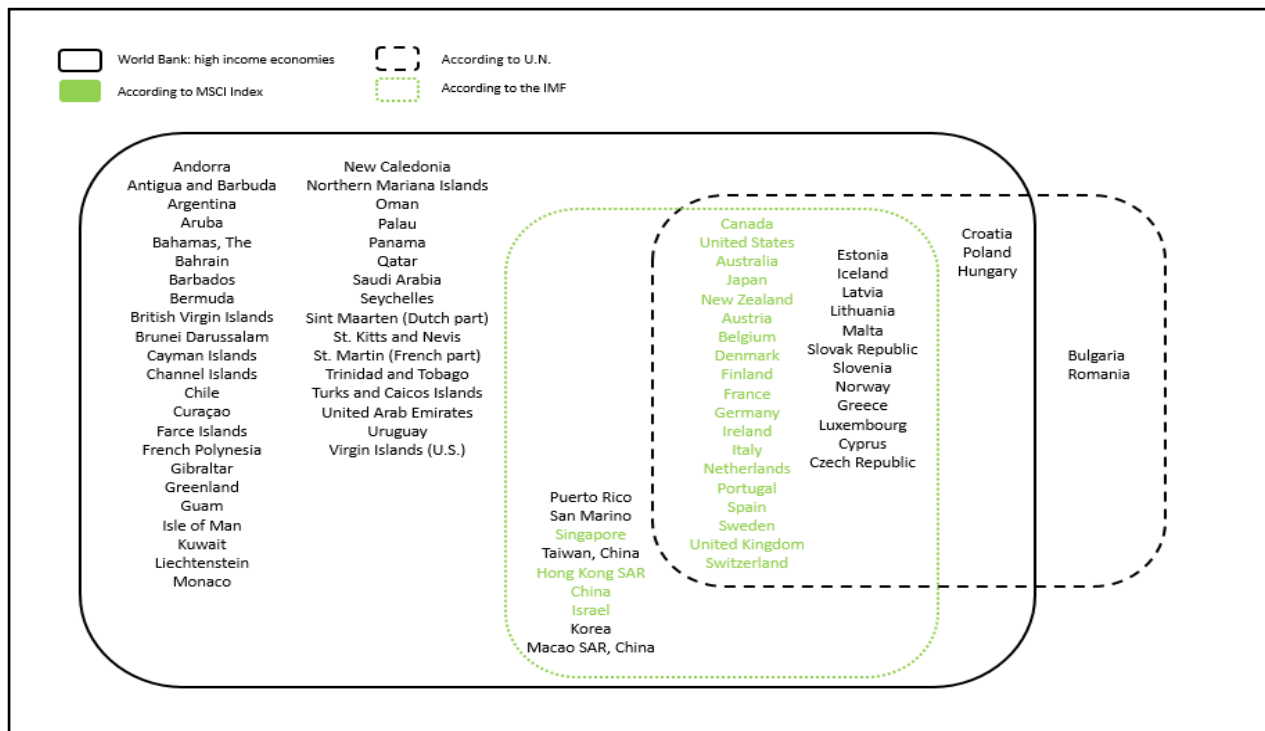 World Bank: high income economies
According to U.N.
According to MSCI Index
According to the IMF
Andorra
Antigua and Barbuda
Argentina
Aruba
Bahamas, The
Bahrain
Barbados
Bermuda
British Virgin Islands
Brunei Darussalam
Cayman Islands
Channel Islands
Chile
Curaçao
Farce Islands
French Polynesia
Gibraltar
Greenland
Guam
Isle of Man
Kuwait
Liechtenstein
Monaco
New Caledonia
Northern Mariana Islands
Oman
Palau
Panama
Qatar
Saudi Arabia
Seychelles
Sint Maarten (Dutch part)
St. Kitts and Nevis
St. Martin (French part)
Trinidad and Tobago
Turks and Caicos Islands
United Arab Emirates
Uruguay
Virgin Islands (U.S.)
Puerto Rico
San Marino
Singapore
Taiwan, China
Hong Kong SAR
China
Israel
Korea
Macao SAR, China
Canada
United States
Australia
Japan
New Zealand
Austria
Belgium
Denmark
Finland
France
Germany
Ireland
Italy
Netherlands
Portugal
Spain
Sweden
United Kingdom
Switzerland
Estonia
Iceland
Latvia
Lithuania
Malta
Slovak Republic
Slovenia
Norway
Greece
Luxembourg
Cyprus
Czech Republic
Croatia
Poland
Hungary
Bulgaria
Romania